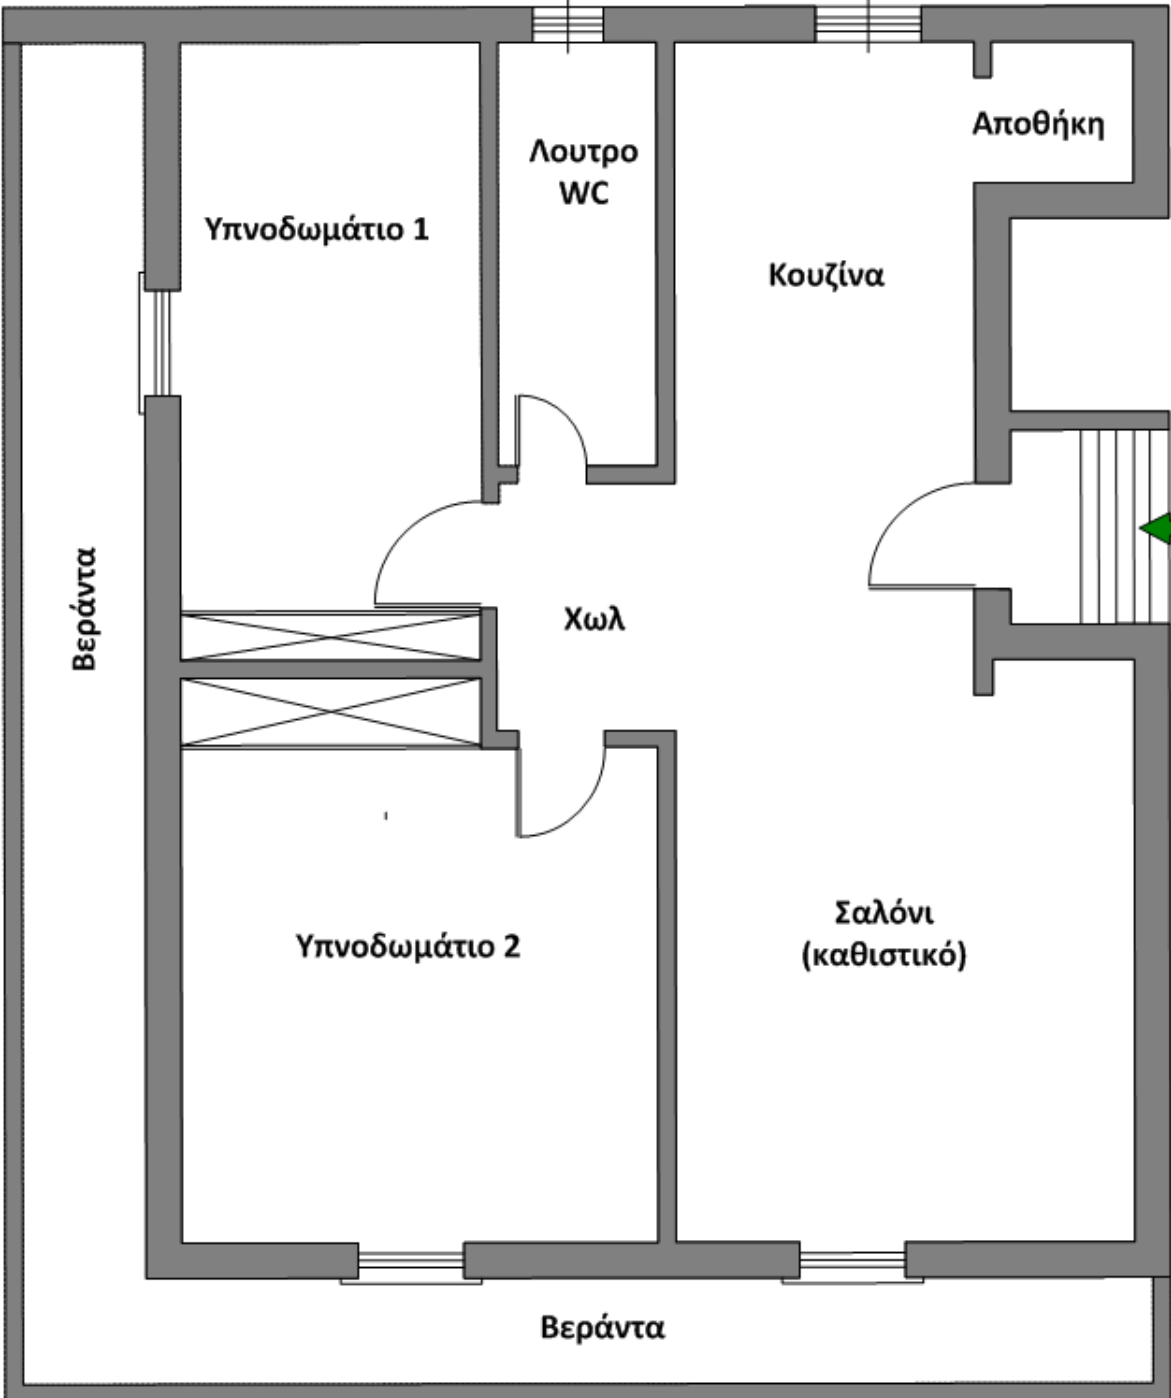 Αποθήκη
Λουτρο
WC
Υπνοδωμάτιο 1
Κουζίνα
Βεράντα
Χωλ
Σαλόνι
(καθιστικό)
Υπνοδωμάτιο 2
Βεράντα